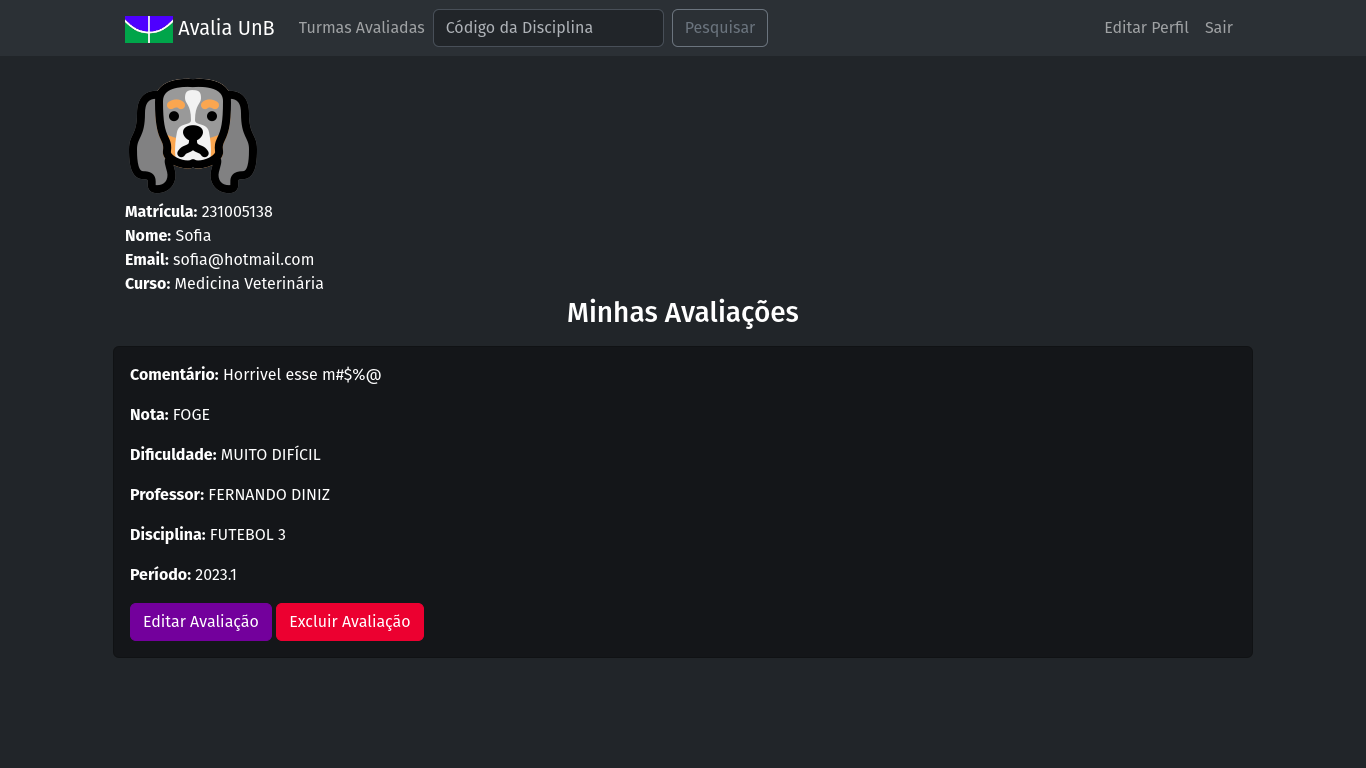 Avalia UnB Turmas Avaliadas Código da Disciplina Pesquisar Editar Perfil Sair
Matrícula: 231005138
Nome: Sofia
Email: sofia@hotmail.com
Curso: Medicina Veterinária
Minhas Avaliações
Comentário: Horrivel esse m#$%@
Nota: FOGE
Dificuldade: MUITO DIFÍCIL
Professor: FERNANDO DINIZ
Disciplina: FUTEBOL 3
Período: 2023.1
Editar Avaliação Excluir Avaliação